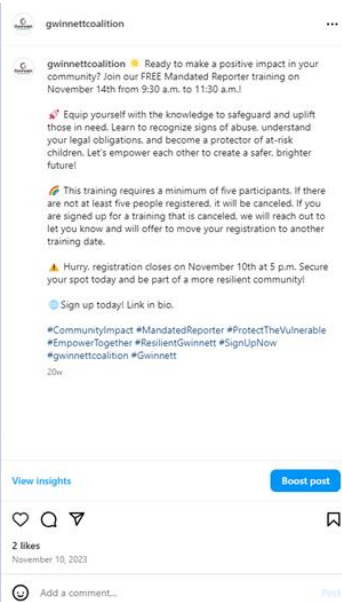 gwinnettcoalition
gwinnettcoalition 🌟 Ready to make a positive impact in your
community? Join our FREE Mandated Reporter training on
November 14th from 9:30 a.m. to 11:30 a.m.!
🚀 Equip yourself with the knowledge to safeguard and uplift
those in need. Learn to recognize signs of abuse, understand
your legal obligations, and become a protector of at-risk
children. Let's empower each other to create a safer, brighter
future!
🌈 This training requires a minimum of five participants. If there
are not at least five people registered, it will be canceled. If you
are signed up for a training that is canceled, we will reach out to
let you know and will offer to move your registration to another
training date.
⚠️ Hurry, registration closes on November 10th at 5 p.m. Secure
your spot today and be part of a more resilient community!
🌐 Sign up today! Link in bio.
#CommunityImpact #MandatedReporter #ProtectTheVulnerable
#EmpowerTogether #ResilientGwinnett #SignUpNow
#gwinnettcoalition #Gwinnett
20w
View insights
Boost post
2 likes
November 10, 2023
Add a comment...
Post